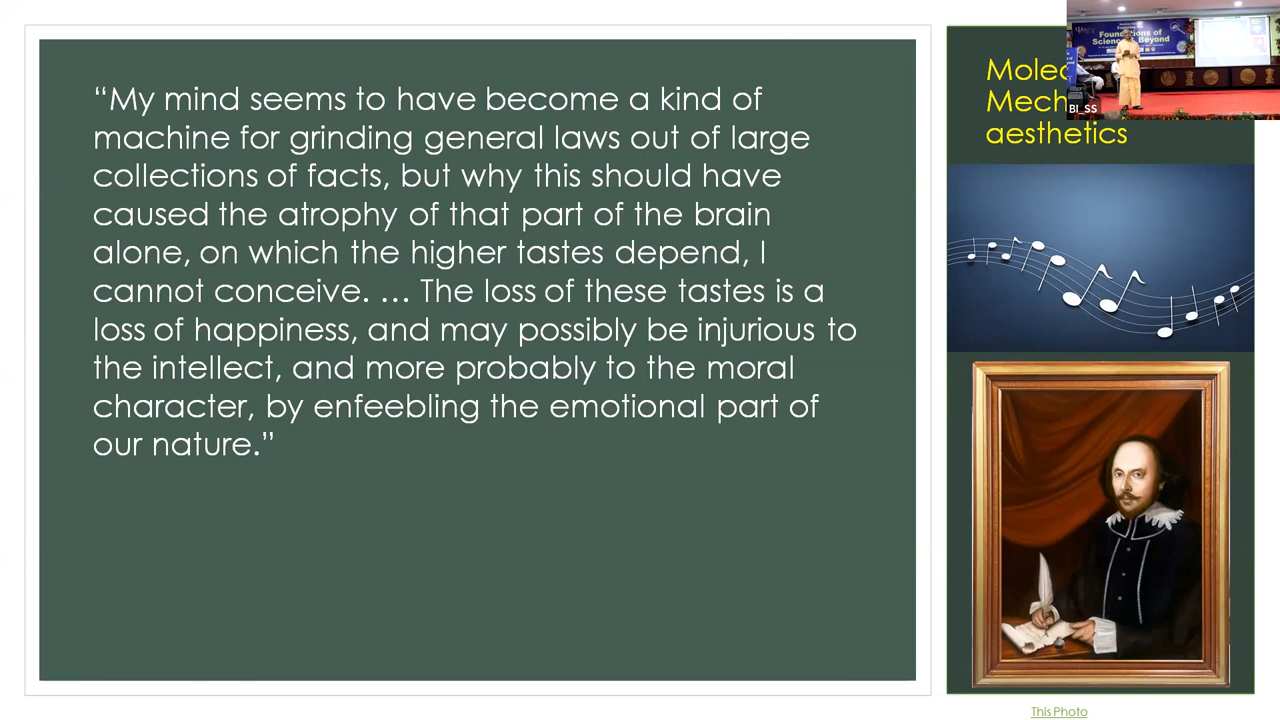 “My mind seems to have become a kind of
machine for grinding general laws out of large
collections of facts, but why this should have
caused the atrophy of that part of the brain
alone, on which the higher tastes depend, I
cannot conceive. … The loss of these tastes is a
loss of happiness, and may possibly be injurious to
the intellect, and more probably to the moral
character, by enfeebling the emotional part of
our nature.”
aesthetics
Foundations of
Beyond
BI_SS
This Photo